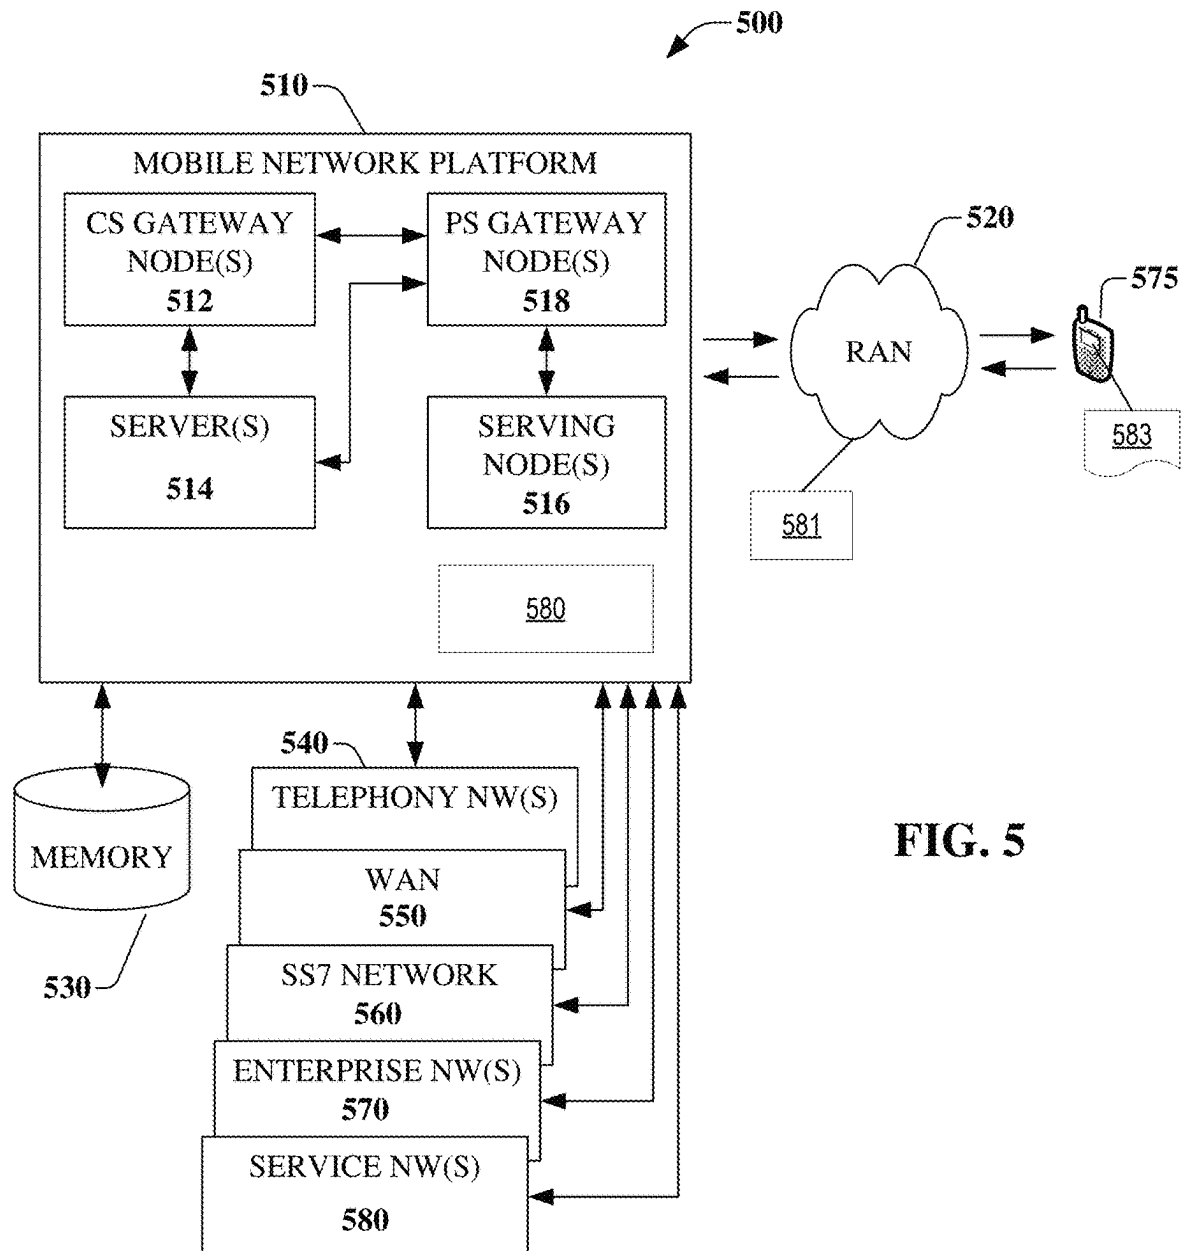 500
510
MOBILE NETWORK PLATFORM
CS GATEWAY
NODE(S)
512
PS GATEWAY
NODE(S)
518
SERVER(S)
514
SERVING
NODE(S)
516
580
520
RAN
575
583
581
540
TELEPHONY NW(S)
MEMORY
530
WAN
550
SS7 NETWORK
560
ENTERPRISE NW(S)
570
SERVICE NW(S)
580
FIG. 5